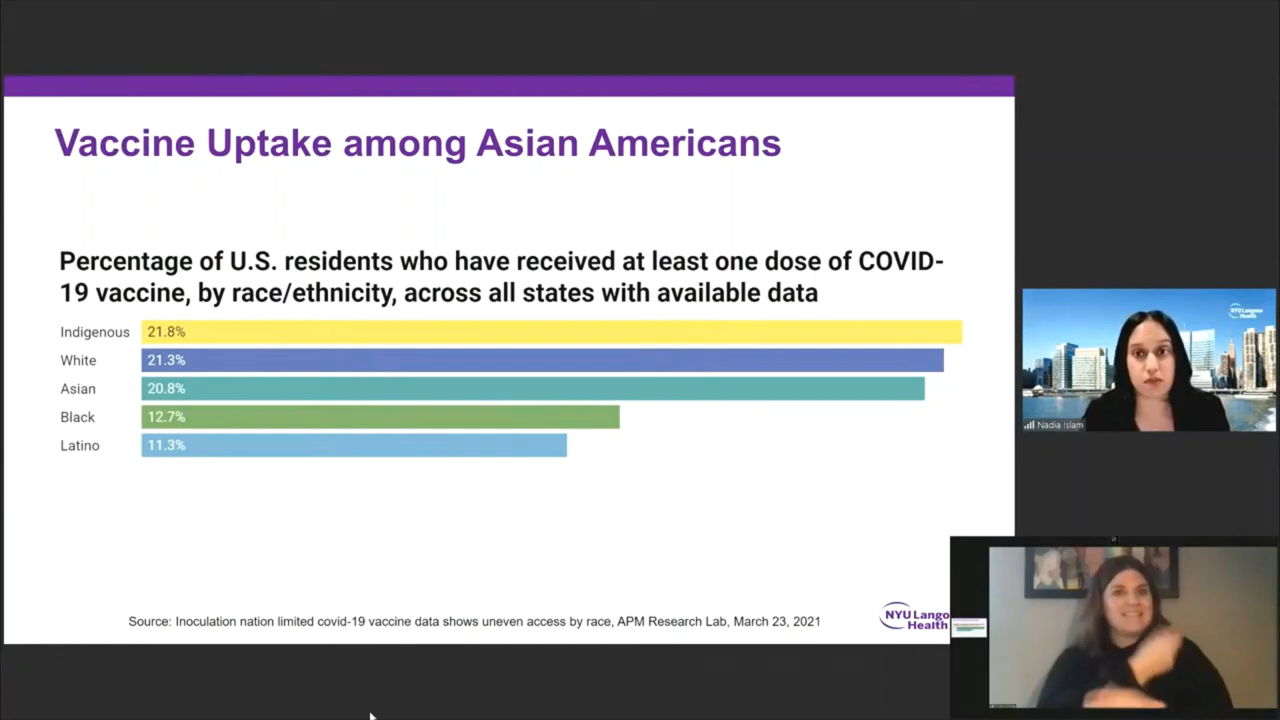 Vaccine Uptake among Asian Americans
Percentage of U.S. residents who have received at least one dose of COVID-
19 vaccine, by race/ethnicity, across all states with available data
Indigenous 21.8%
White 21.3%
Asian 20.8%
Black 12.7%
Latino 11.3%
Source: Inoculation nation limited covid-19 vaccine data shows uneven access by race, APM Research Lab, March 23, 2021
NYU Lango
Health
NYU Langone
Health
Nadia Islam